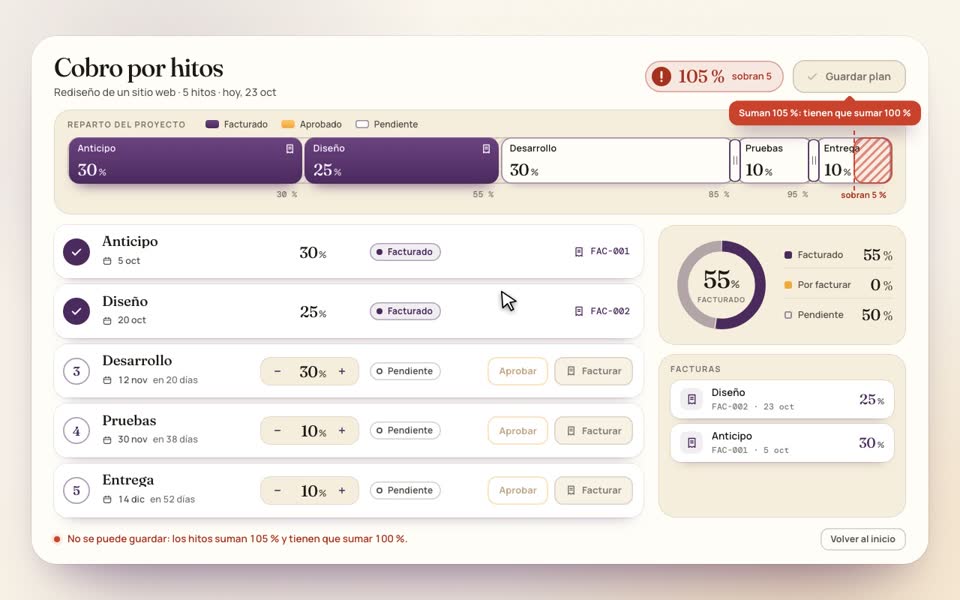 Cobro por hitos
Rediseño de un sitio web · 5 hitos · hoy, 23 oct
105 % sobran 5
Guardar plan
Suman 105 %: tienen que sumar 100 %
REPARTO DEL PROYECTO Facturado Aprobado Pendiente
Anticipo Diseño Desarrollo Pruebas Entrega
30 % 25 % 30 % 10 % 10 %
30 % 55 % 85 % 95 % sobran 5 %
Anticipo
5 oct
30 % Facturado FAC-001
Diseño
20 oct
25 % Facturado FAC-002
3 Desarrollo
12 nov en 20 días
− 30 % + Pendiente Aprobar Facturar
4 Pruebas
30 nov en 38 días
− 10 % + Pendiente Aprobar Facturar
5 Entrega
14 dic en 52 días
− 10 % + Pendiente Aprobar Facturar
55 %
FACTURADO
Facturado 55 %
Por facturar 0 %
Pendiente 50 %
FACTURAS
Diseño
FAC-002 · 23 oct
25 %
Anticipo
FAC-001 · 5 oct
30 %
No se puede guardar: los hitos suman 105 % y tienen que sumar 100 %.
Volver al inicio